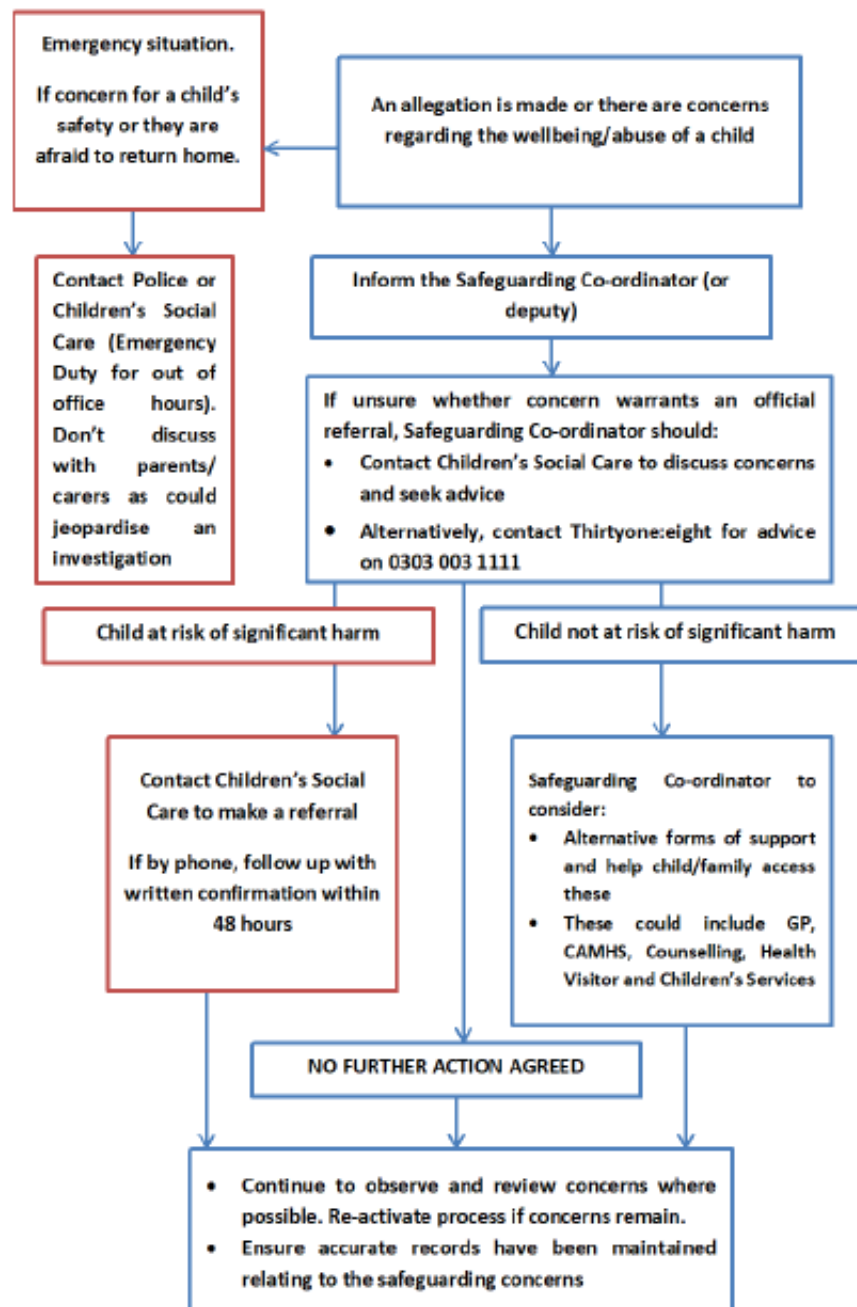 Emergency situation.
If concern for a child's
safety or they are
afraid to return home.
An allegation is made or there are concerns
regarding the wellbeing/abuse of a child
Contact Police or
Children's Social
Care (Emergency
Duty for out of
office hours).
Don't discuss
with parents/
carers as could
jeopardise an
investigation
Inform the Safeguarding Co-ordinator (or
deputy)
If unsure whether concern warrants an official
referral, Safeguarding Co-ordinator should:
• Contact Children's Social Care to discuss concerns
and seek advice
• Alternatively, contact Thirtyone:eight for advice
on 0303 003 1111
Child at risk of significant harm
Child not at risk of significant harm
Contact Children's Social
Care to make a referral
If by phone, follow up with
written confirmation within
48 hours
Safeguarding Co-ordinator to
consider:
• Alternative forms of support
and help child/family access
these
• These could include GP,
CAMHS, Counselling, Health
Visitor and Children's Services
NO FURTHER ACTION AGREED
• Continue to observe and review concerns where
possible. Re-activate process if concerns remain.
• Ensure accurate records have been maintained
relating to the safeguarding concerns